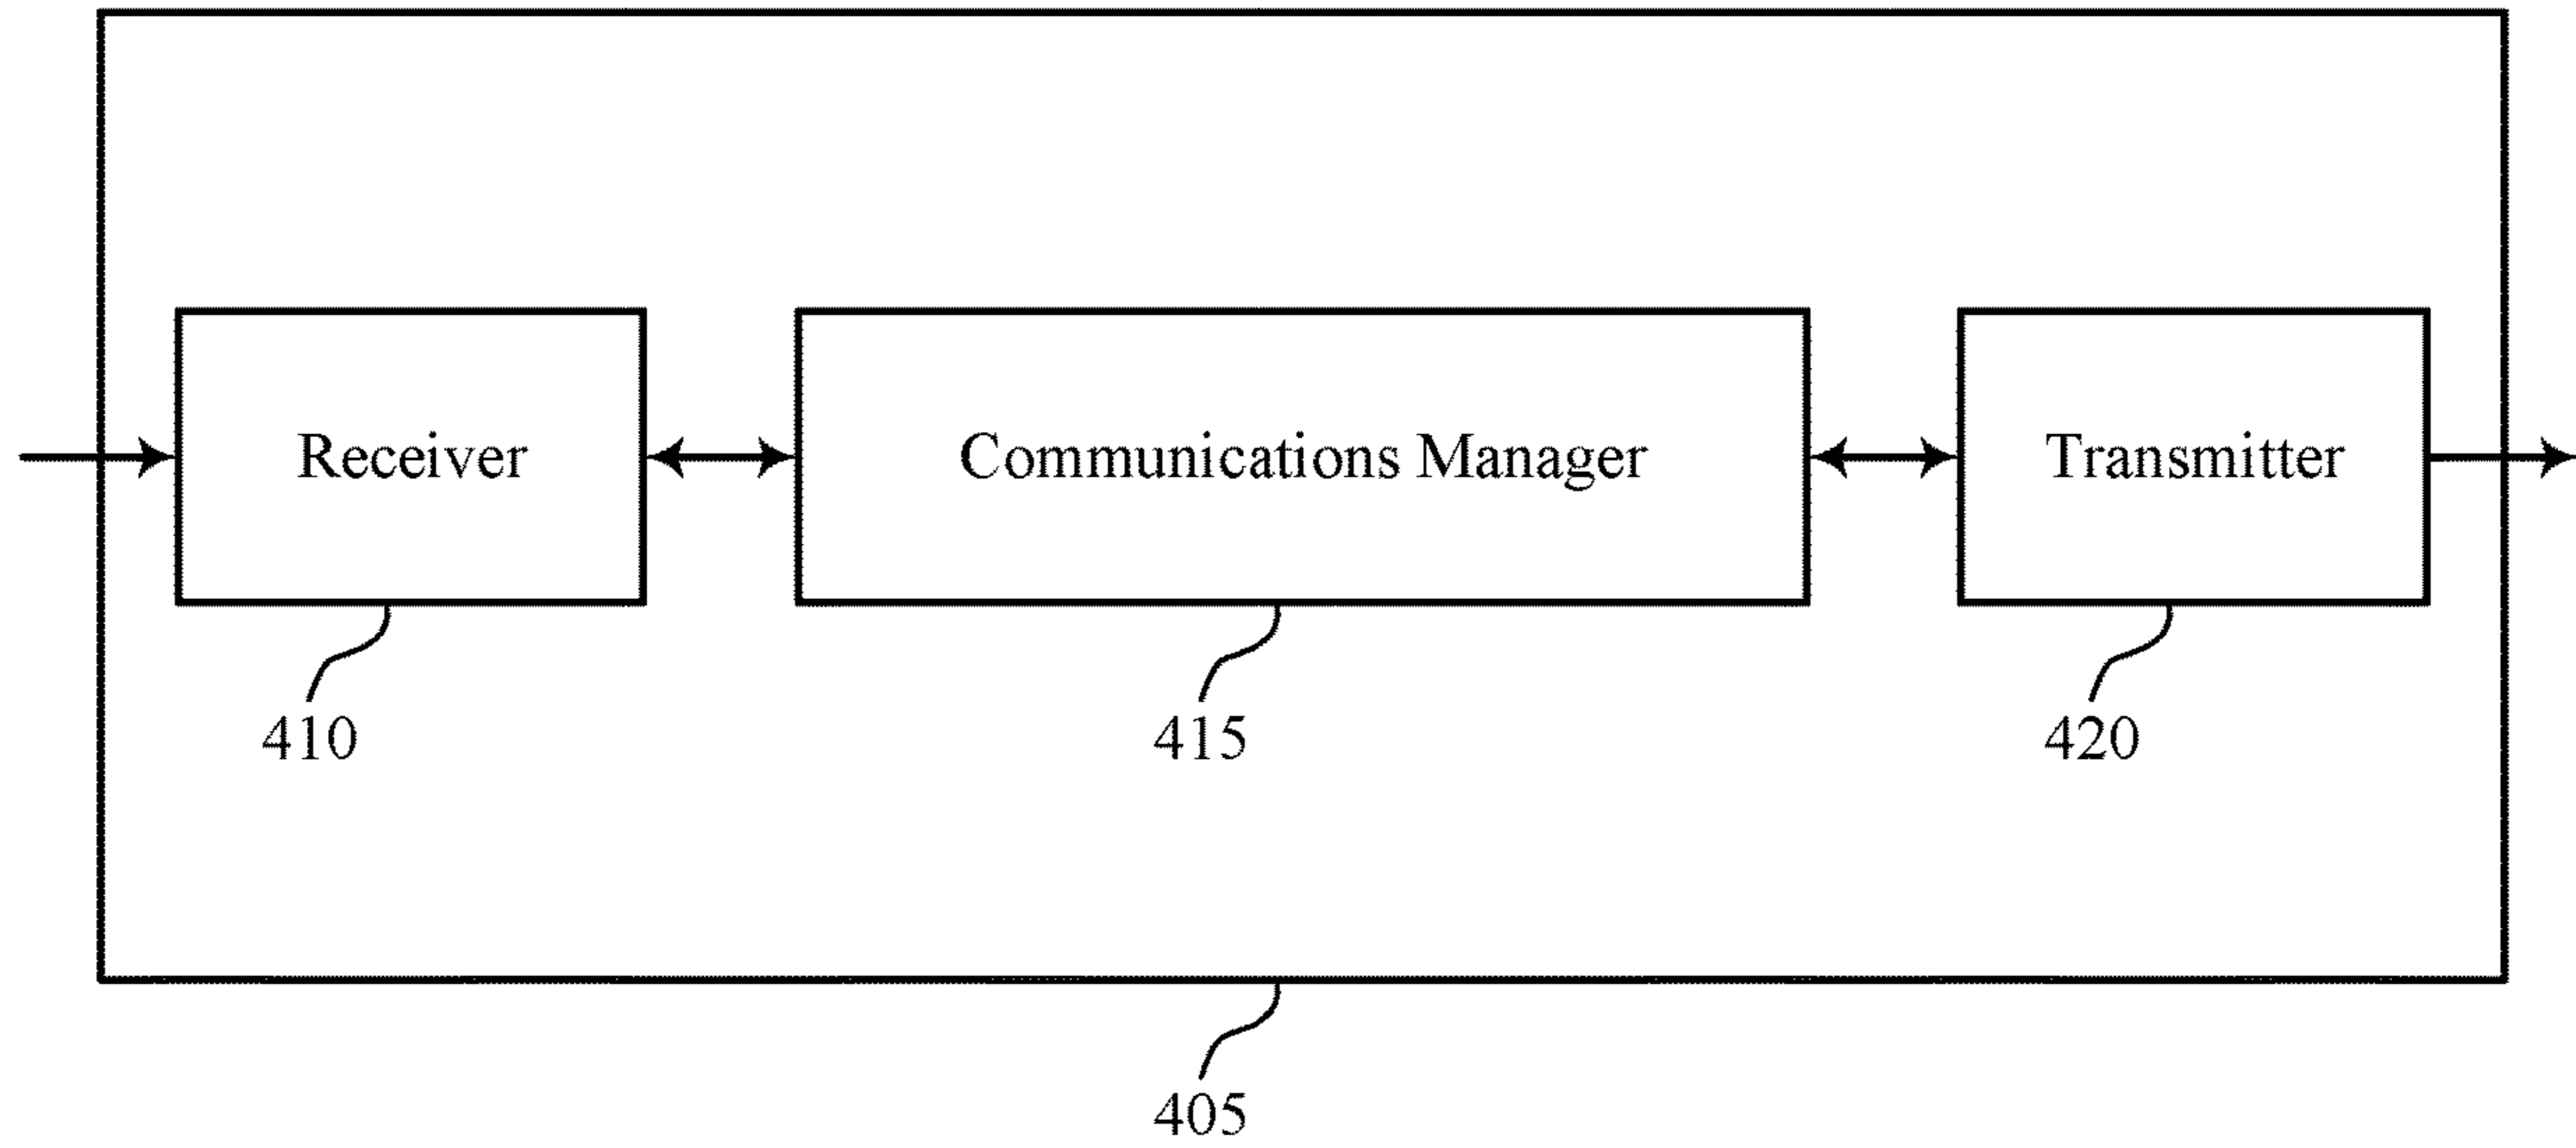 Receiver
Communications Manager
Transmitter
410
415
420
405